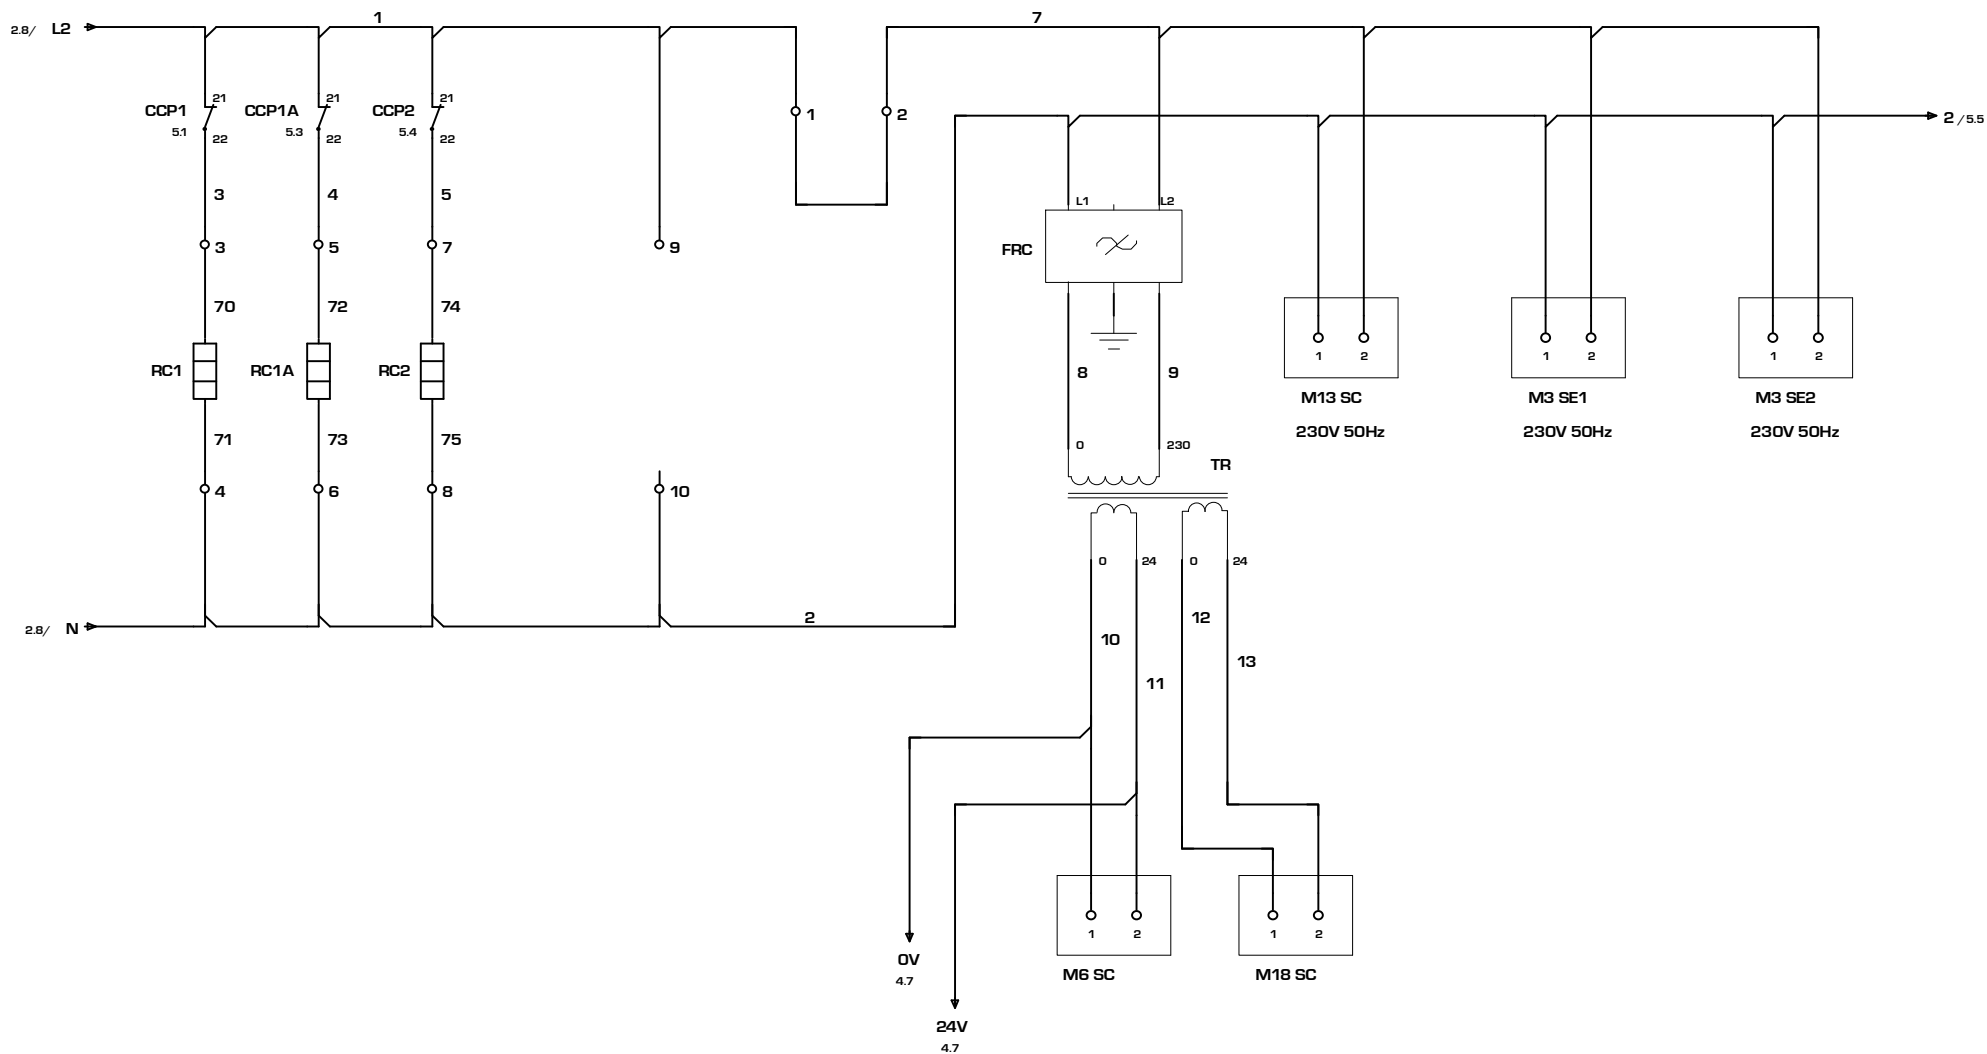 1
7
2.8/ L2
CCP1 21
5.1
22
CCP1A 21
5.3
22
CCP2 21
5.4
22
1
2
2 /5.5
3
4
5
L1
L2
3
5
7
9
FRC
70
72
74
RC1
RC1A
RC2
8
9
1
2
1
2
1
2
M13 SC
M3 SE1
M3 SE2
230V 50Hz
230V 50Hz
230V 50Hz
71
73
75
0
230
TR
4
6
8
10
0
24
0
24
2.8/ N
2
12
10
13
11
1
2
1
2
0V
4.7
M6 SC
M18 SC
24V
4.7